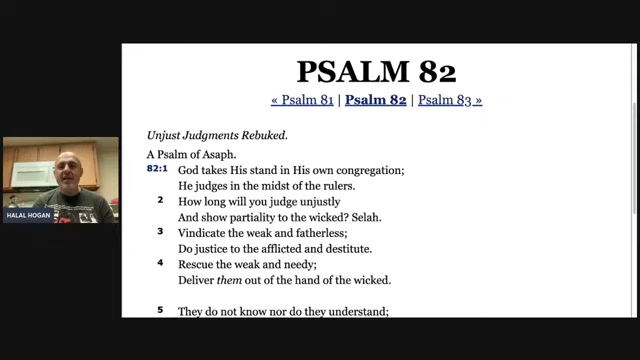 PSALM 82
« Psalm 81 | Psalm 82 | Psalm 83 »
Unjust Judgments Rebuked.
A Psalm of Asaph.
82:1 God takes His stand in His own congregation;
He judges in the midst of the rulers.
2 How long will you judge unjustly
And show partiality to the wicked? Selah.
3 Vindicate the weak and fatherless;
Do justice to the afflicted and destitute.
4 Rescue the weak and needy;
Deliver them out of the hand of the wicked.
5 They do not know nor do they understand;
HALAL HOGAN